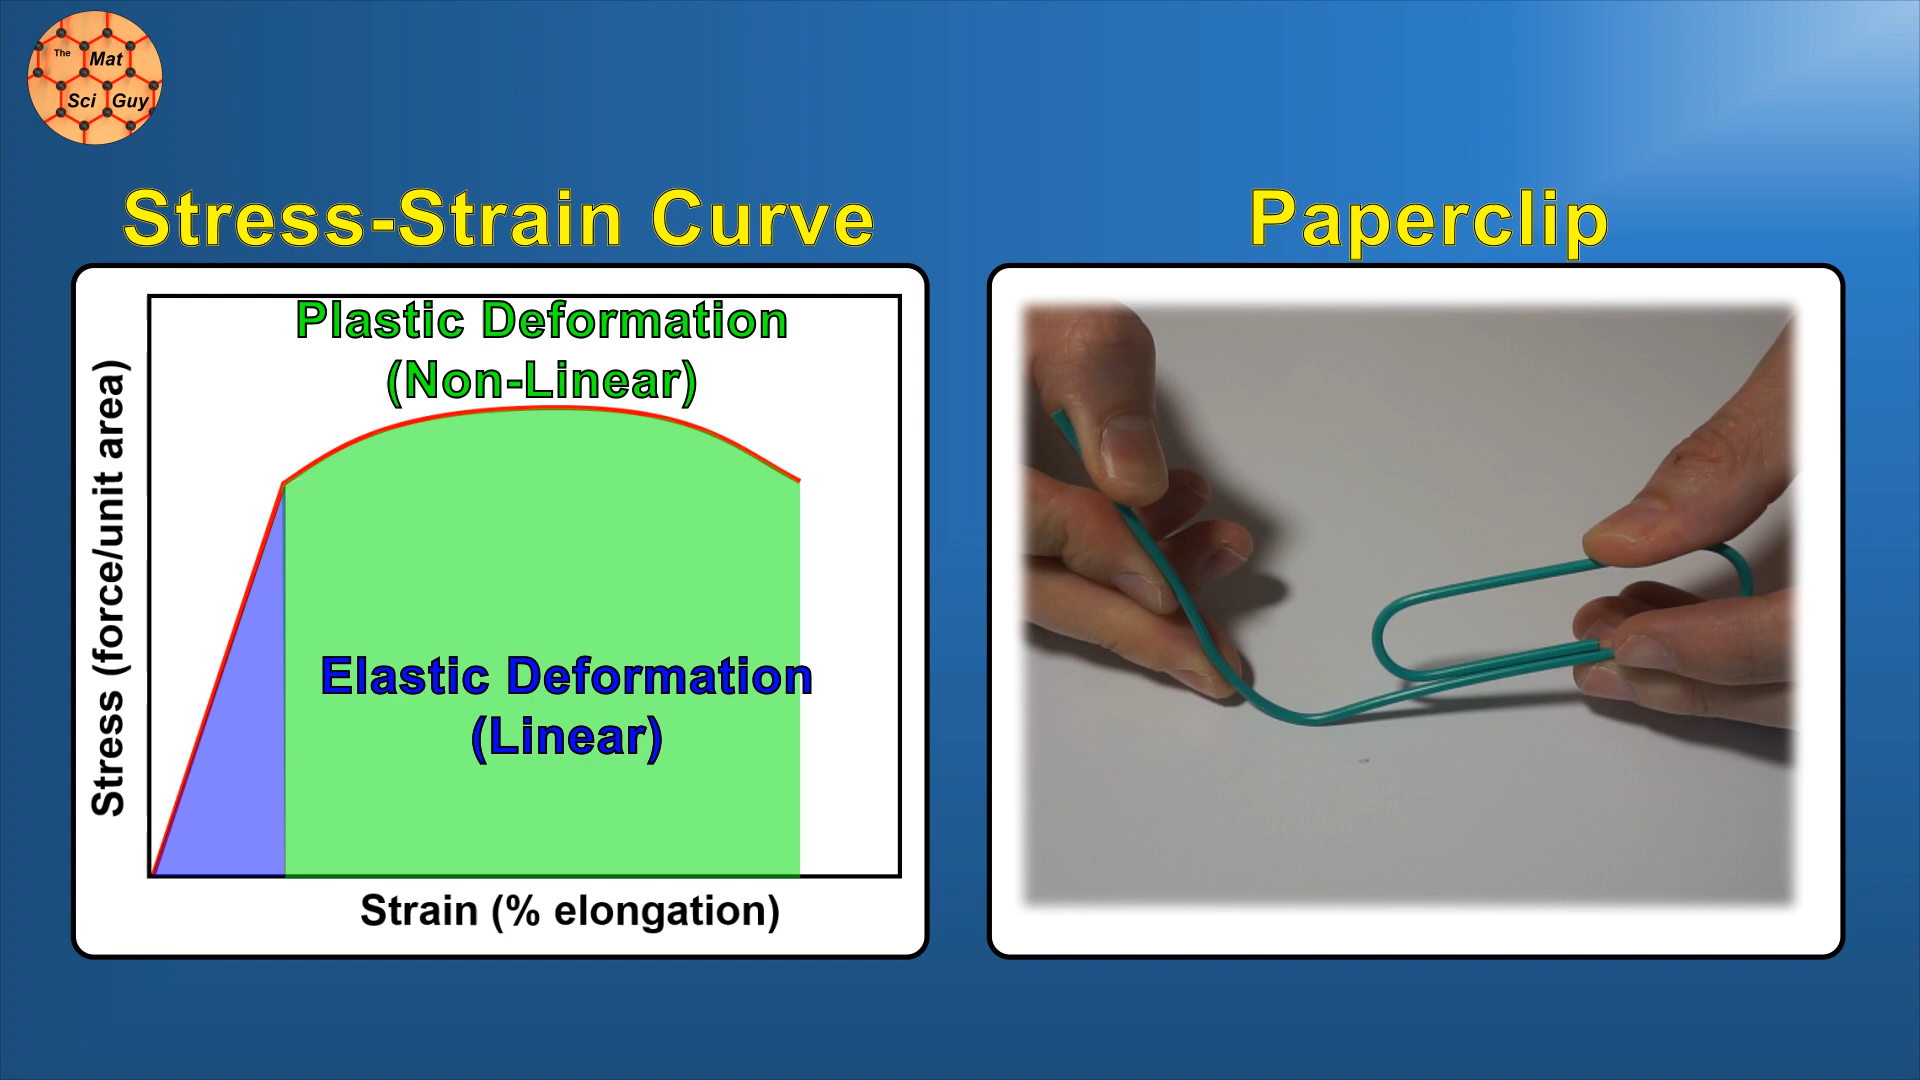 The
Mat
Sci Guy
Stress-Strain Curve
Plastic Deformation
(Non-Linear)
Elastic Deformation
(Linear)
Stress (force/unit area)
Strain (% elongation)
Paperclip